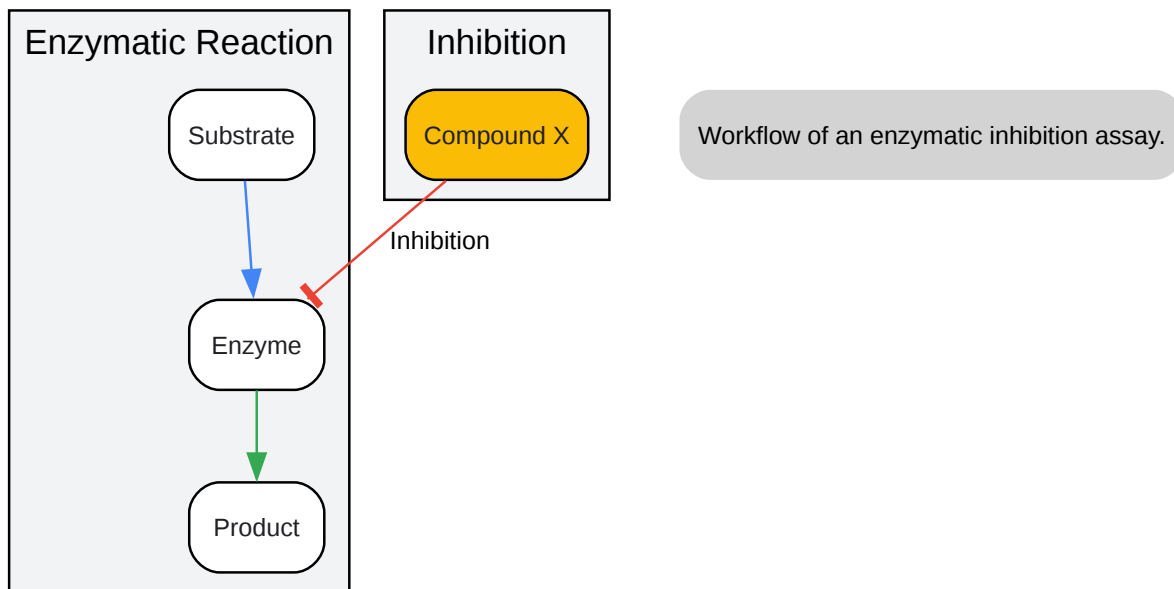 Enzymatic Reaction
Inhibition
Substrate
Compound X
Workflow of an enzymatic inhibition assay.
Inhibition
Enzyme
Product